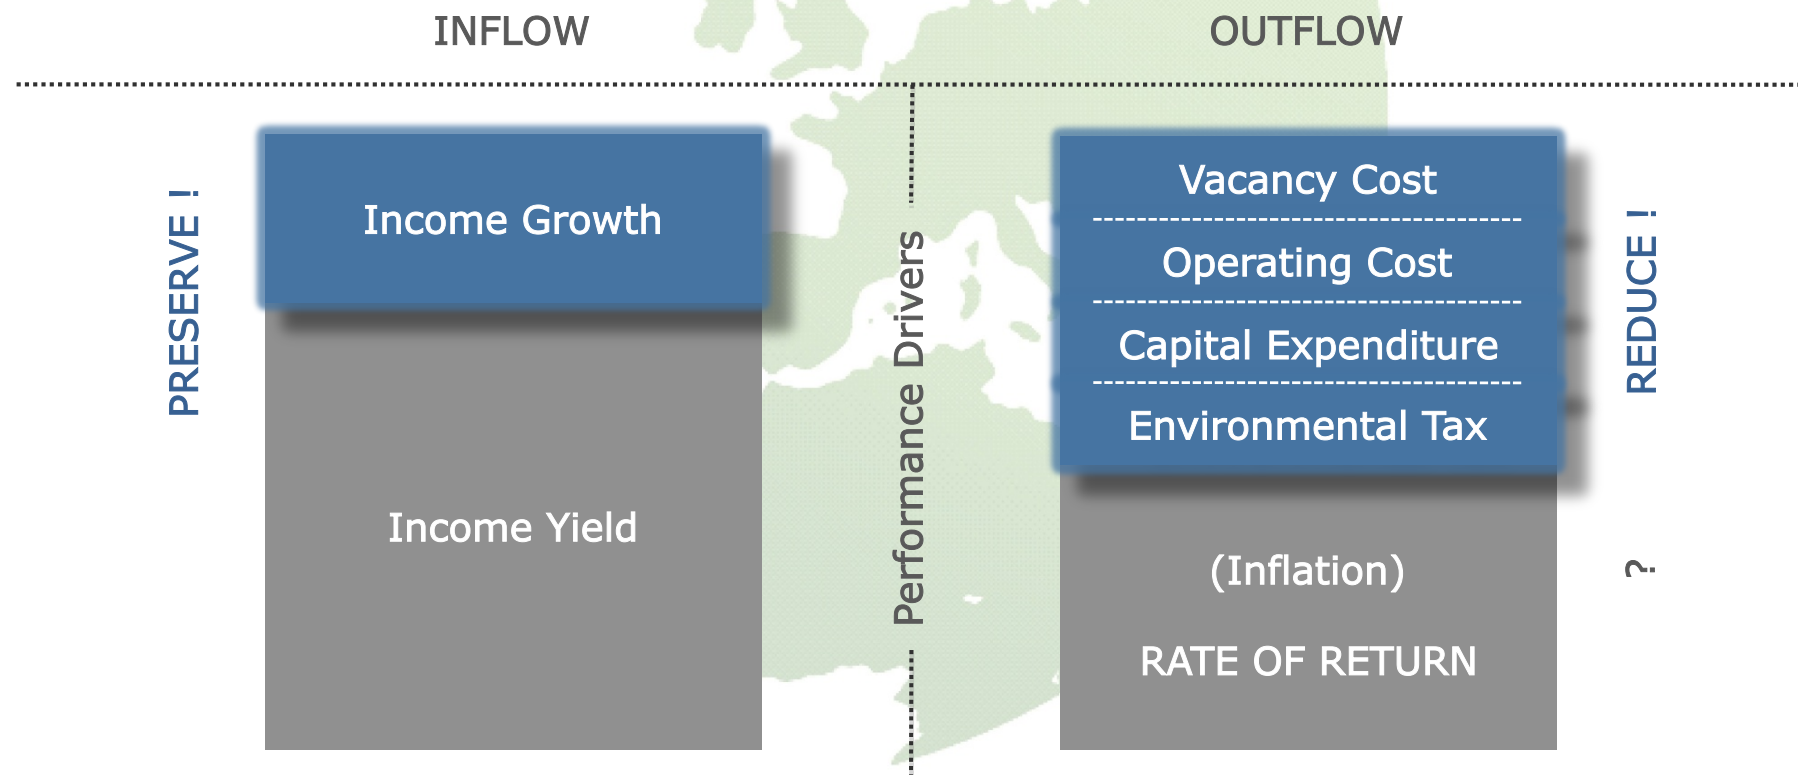 INFLOW
OUTFLOW
PRESERVE !
Income Growth
Income Yield
Performance Drivers
Vacancy Cost
Operating Cost
Capital Expenditure
Environmental Tax
(Inflation)
RATE OF RETURN
REDUCE !
?